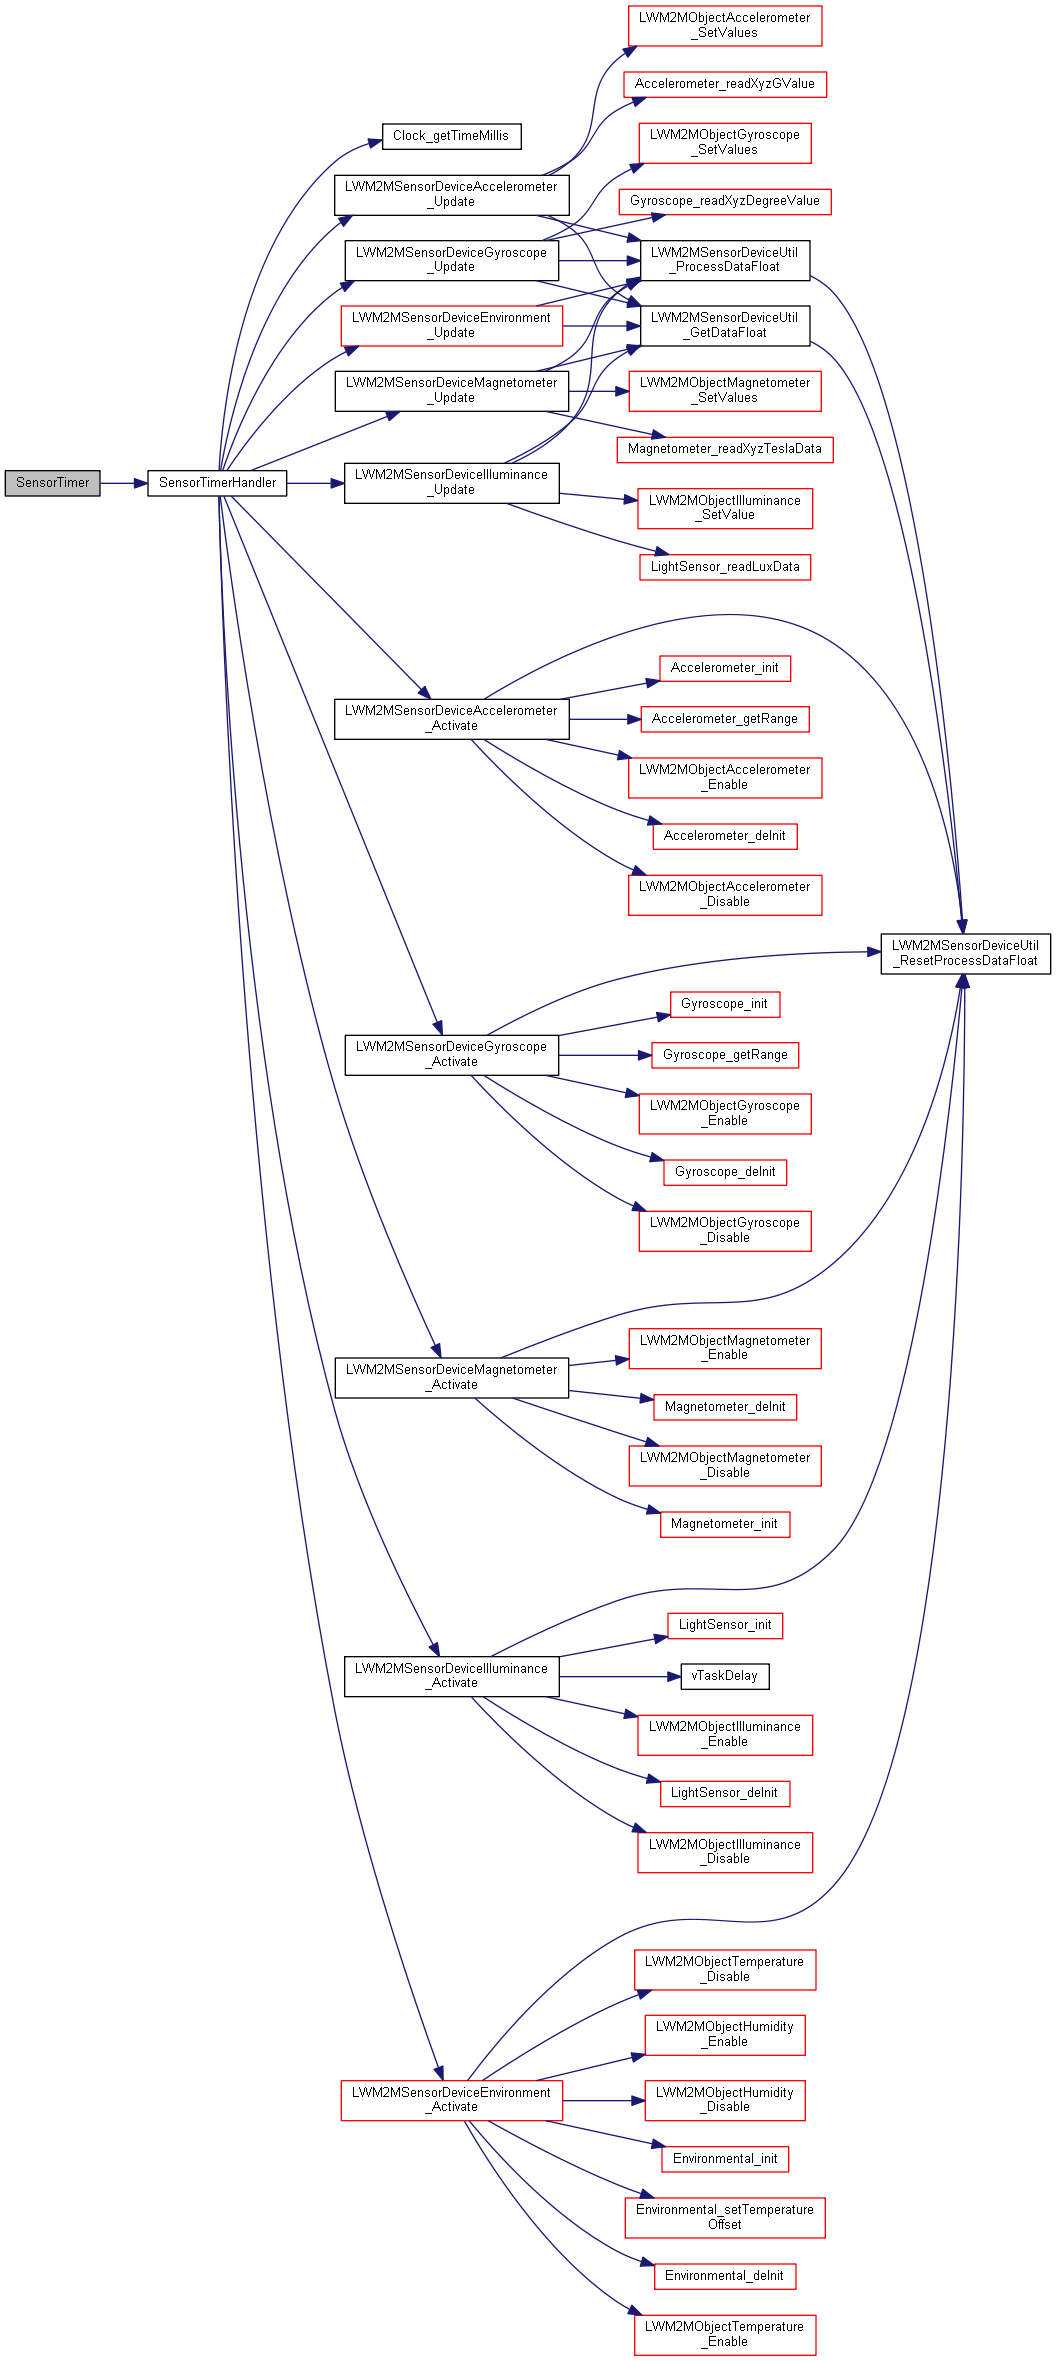 LWM2MObjectAccelerometer
_SetValues
Accelerometer_readXyzGValue
Clock_getTimeMillis
LWM2MObjectGyroscope
_SetValues
LWM2MSensorDeviceAccelerometer
_Update
Gyroscope_readXyzDegreeValue
LWM2MSensorDeviceGyroscope
_Update
LWM2MSensorDeviceUtil
_ProcessDataFloat
LWM2MSensorDeviceEnvironment
_Update
LWM2MSensorDeviceUtil
_GetDataFloat
LWM2MSensorDeviceMagnetometer
_Update
LWM2MObjectMagnetometer
_SetValues
Magnetometer_readXyzTeslaData
SensorTimer
SensorTimerHandler
LWM2MSensorDeviceIlluminance
_Update
LWM2MObjectIlluminance
_SetValue
LightSensor_readLuxData
Accelerometer_init
LWM2MSensorDeviceAccelerometer
_Activate
Accelerometer_getRange
LWM2MObjectAccelerometer
_Enable
Accelerometer_deInit
LWM2MObjectAccelerometer
_Disable
LWM2MSensorDeviceUtil
_ResetProcessDataFloat
Gyroscope_init
LWM2MSensorDeviceGyroscope
_Activate
Gyroscope_getRange
LWM2MObjectGyroscope
_Enable
Gyroscope_deInit
LWM2MObjectGyroscope
_Disable
LWM2MObjectMagnetometer
_Enable
LWM2MSensorDeviceMagnetometer
_Activate
Magnetometer_deInit
LWM2MObjectMagnetometer
_Disable
Magnetometer_init
LightSensor_init
LWM2MSensorDeviceIlluminance
_Activate
vTaskDelay
LWM2MObjectIlluminance
_Enable
LightSensor_deInit
LWM2MObjectIlluminance
_Disable
LWM2MObjectTemperature
_Disable
LWM2MObjectHumidity
_Enable
LWM2MSensorDeviceEnvironment
_Activate
LWM2MObjectHumidity
_Disable
Environmental_init
Environmental_setTemperature
Offset
Environmental_deInit
LWM2MObjectTemperature
_Enable